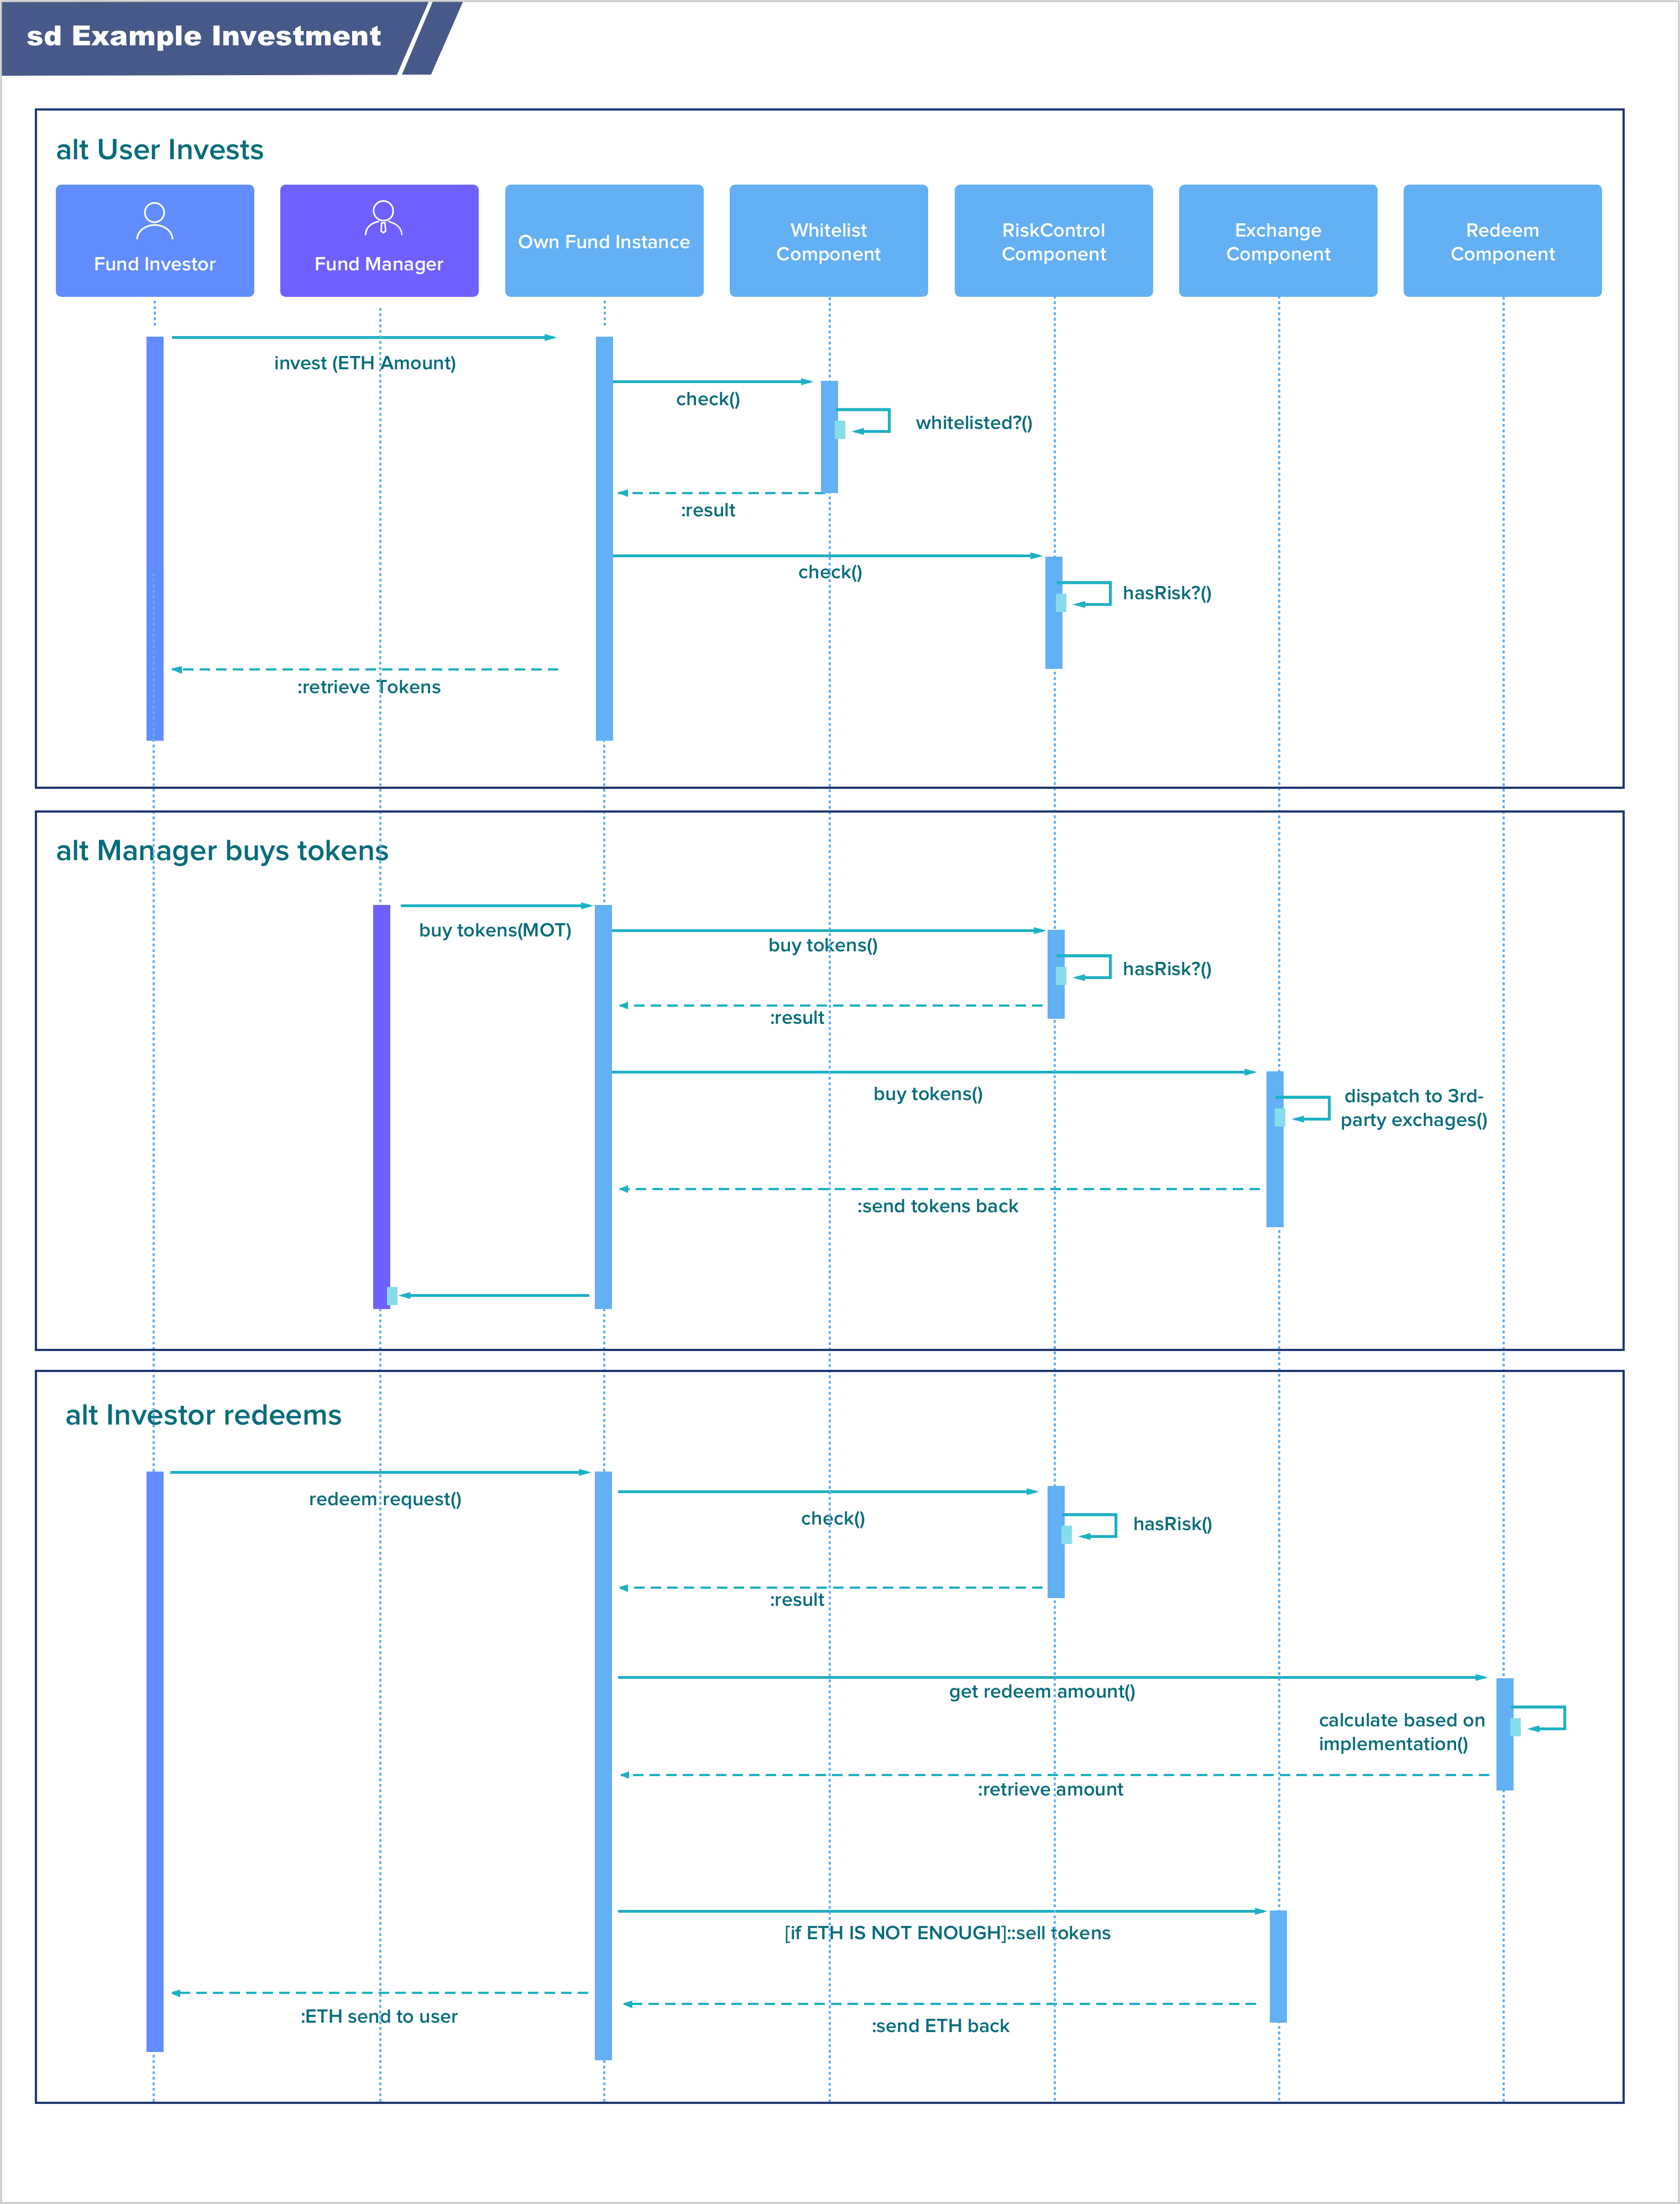 sd Example Investment
alt User Invests
Fund Investor
Fund Manager
Own Fund Instance
Whitelist
Component
RiskControl
Component
Exchange
Component
Redeem
Component
invest (ETH Amount)
check()
whitelisted?()
:result
check()
hasRisk?()
:retrieve Tokens
alt Manager buys tokens
buy tokens(MOT)
buy tokens()
hasRisk?()
:result
buy tokens()
dispatch to 3rd-
party exchages()
:send tokens back
alt Investor redeems
redeem request()
check()
hasRisk()
:result
get redeem amount()
calculate based on
implementation()
:retrieve amount
[if ETH IS NOT ENOUGH]::sell tokens
:ETH send to user
:send ETH back